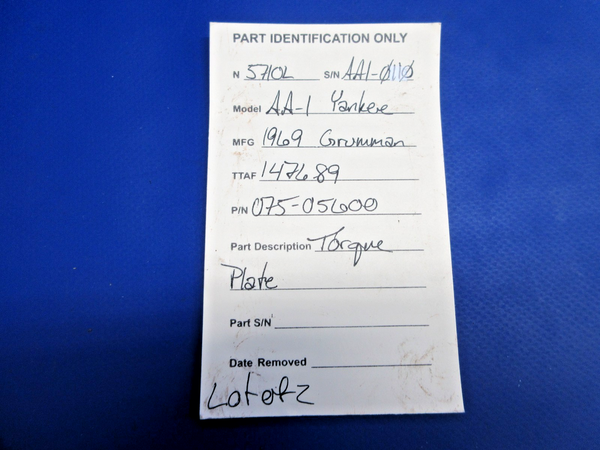 PART IDENTIFICATION ONLY
N 5710L S/N AA1-0110
Model AA-1 Yankee
MFG 1969 Grumman
TTAF 1476.89
P/N 075-05600
Part Description Torque
Plate
Part S/N
Date Removed
Lot of 2